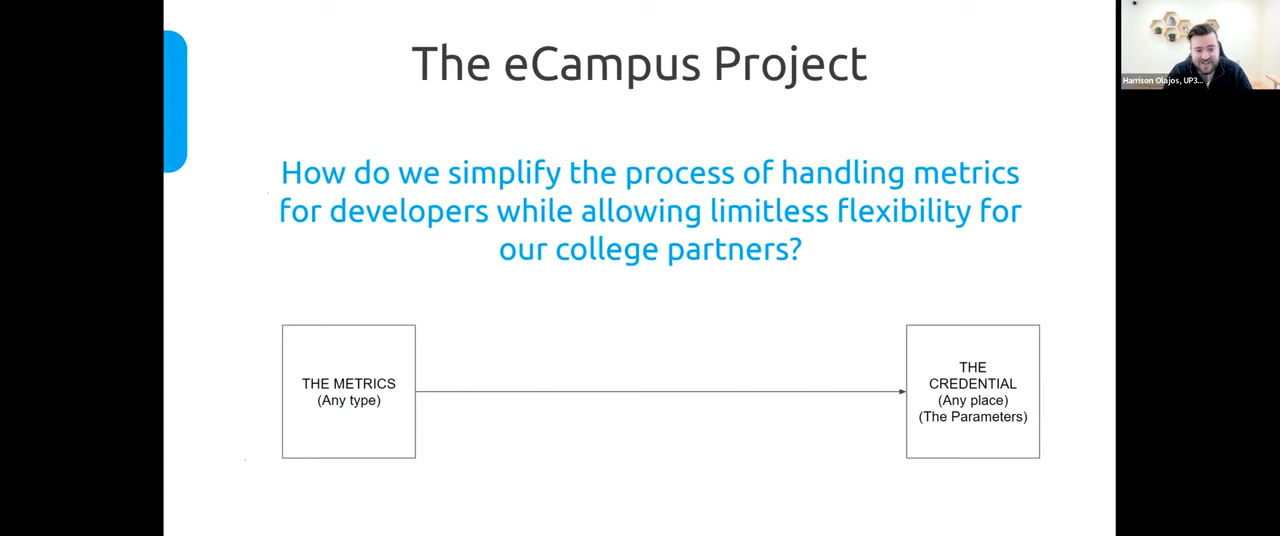 The eCampus Project
Harrison Olajos, UP3...
How do we simplify the process of handling metrics
for developers while allowing limitless flexibility for
our college partners?
THE METRICS
(Any type)
THE
CREDENTIAL
(Any place)
(The Parameters)